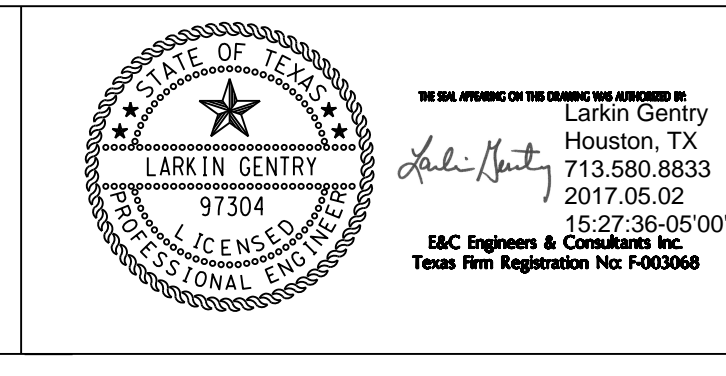 STATE OF TEXAS
LARKIN GENTRY
97304
LICENSED
PROFESSIONAL ENGINEER
THE SEAL APPEARING ON THIS DRAWING WAS AUTHORIZED BY:
Larkin Gentry
Larkin Gentry
Houston, TX
713.580.8833
2017.05.02
15:27:36-05'00'
E&C Engineers & Consultants Inc.
Texas Firm Registration No: F-003068